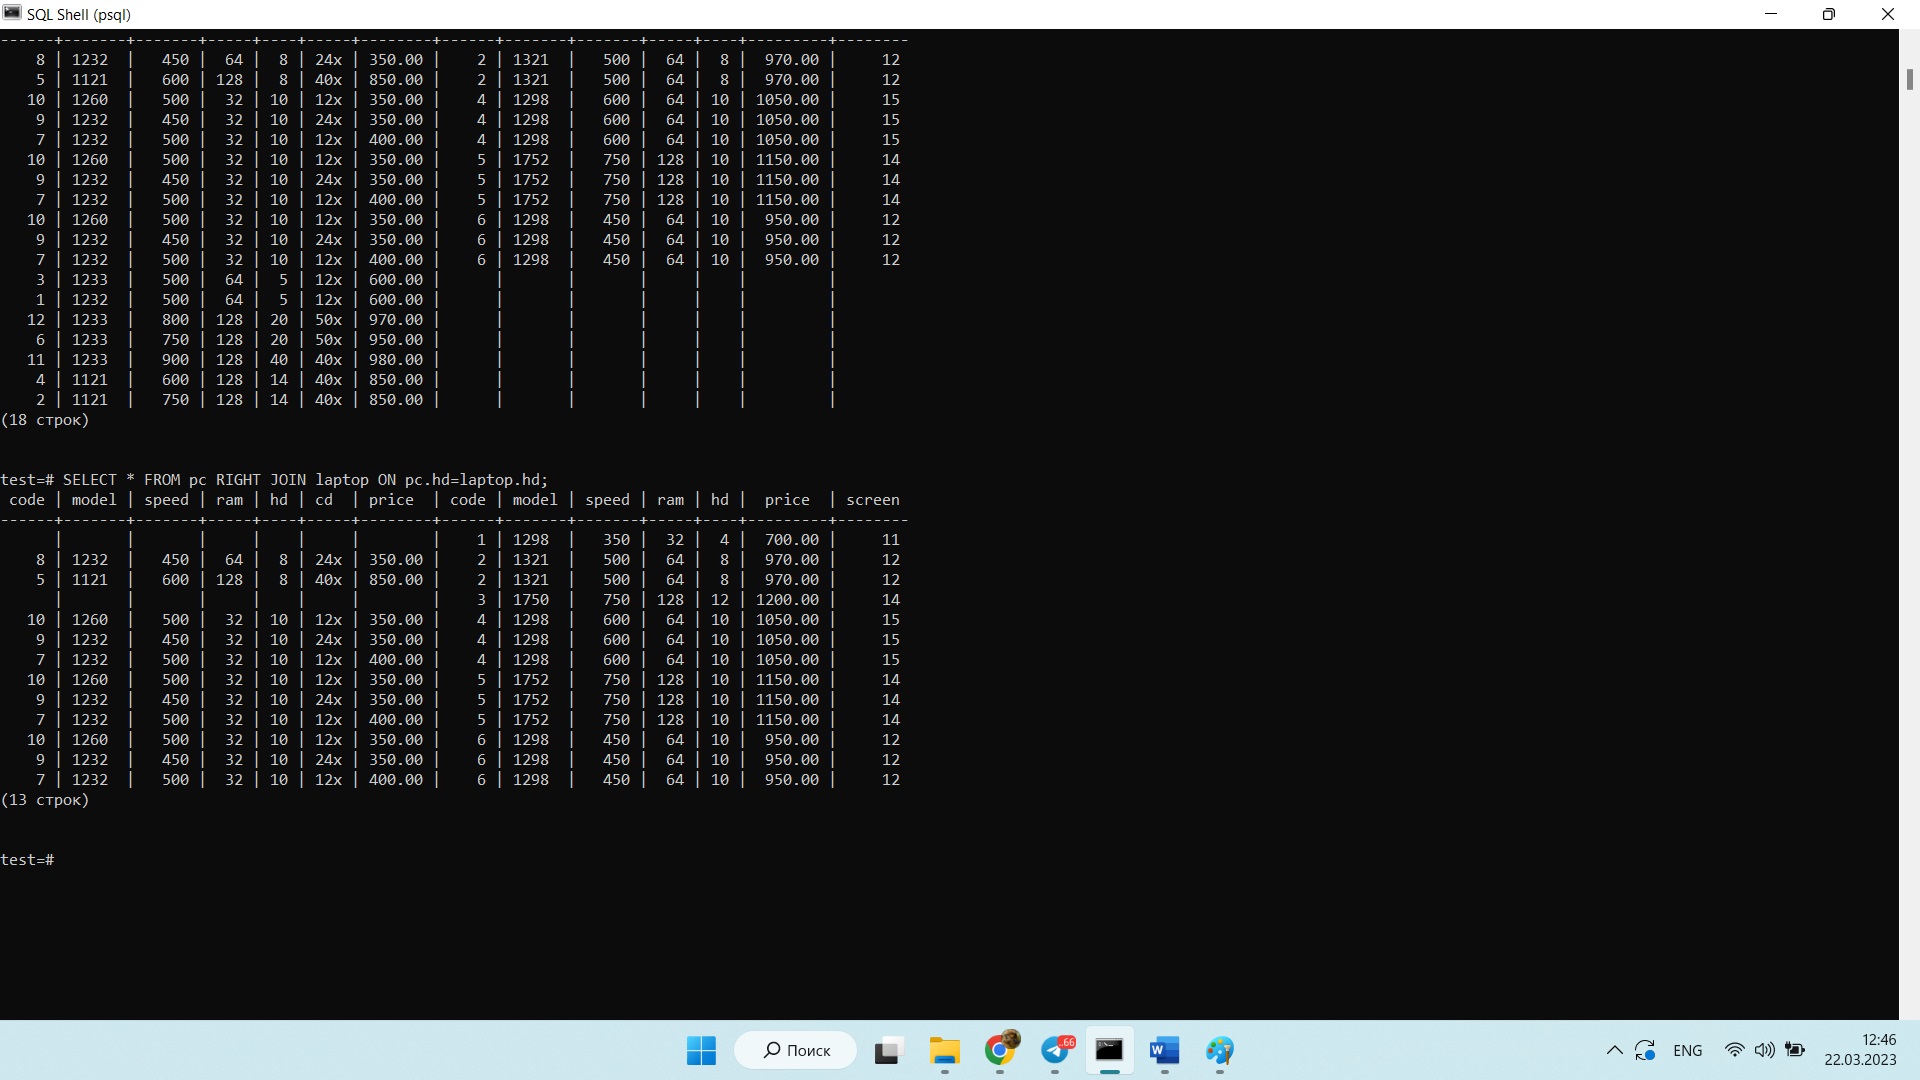 SQL Shell (psql)
------+-------+-------+-----+----+-----+--------+------+-------+-------+-----+----+---------+--------
    8 | 1232  |   450 |  64 |  8 | 24x | 350.00 |    2 | 1321  |   500 |  64 |  8 |  970.00 |     12
    5 | 1121  |   600 | 128 |  8 | 40x | 850.00 |    2 | 1321  |   500 |  64 |  8 |  970.00 |     12
   10 | 1260  |   500 |  32 | 10 | 12x | 350.00 |    4 | 1298  |   600 |  64 | 10 | 1050.00 |     15
    9 | 1232  |   450 |  32 | 10 | 24x | 350.00 |    4 | 1298  |   600 |  64 | 10 | 1050.00 |     15
    7 | 1232  |   500 |  32 | 10 | 12x | 400.00 |    4 | 1298  |   600 |  64 | 10 | 1050.00 |     15
   10 | 1260  |   500 |  32 | 10 | 12x | 350.00 |    5 | 1752  |   750 | 128 | 10 | 1150.00 |     14
    9 | 1232  |   450 |  32 | 10 | 24x | 350.00 |    5 | 1752  |   750 | 128 | 10 | 1150.00 |     14
    7 | 1232  |   500 |  32 | 10 | 12x | 400.00 |    5 | 1752  |   750 | 128 | 10 | 1150.00 |     14
   10 | 1260  |   500 |  32 | 10 | 12x | 350.00 |    6 | 1298  |   450 |  64 | 10 |  950.00 |     12
    9 | 1232  |   450 |  32 | 10 | 24x | 350.00 |    6 | 1298  |   450 |  64 | 10 |  950.00 |     12
    7 | 1232  |   500 |  32 | 10 | 12x | 400.00 |    6 | 1298  |   450 |  64 | 10 |  950.00 |     12
    3 | 1233  |   500 |  64 |  5 | 12x | 600.00 |      |       |       |     |    |         |
    1 | 1232  |   500 |  64 |  5 | 12x | 600.00 |      |       |       |     |    |         |
   12 | 1233  |   800 | 128 | 20 | 50x | 970.00 |      |       |       |     |    |         |
    6 | 1233  |   750 | 128 | 20 | 50x | 950.00 |      |       |       |     |    |         |
   11 | 1233  |   900 | 128 | 40 | 40x | 980.00 |      |       |       |     |    |         |
    4 | 1121  |   600 | 128 | 14 | 40x | 850.00 |      |       |       |     |    |         |
    2 | 1121  |   750 | 128 | 14 | 40x | 850.00 |      |       |       |     |    |         |
(18 строк)
test=# SELECT * FROM pc RIGHT JOIN laptop ON pc.hd=laptop.hd;
 code | model | speed | ram | hd | cd  | price  | code | model | speed | ram | hd |  price  | screen
------+-------+-------+-----+----+-----+--------+------+-------+-------+-----+----+---------+--------
      |       |       |     |    |     |        |    1 | 1298  |   350 |  32 |  4 |  700.00 |     11
    8 | 1232  |   450 |  64 |  8 | 24x | 350.00 |    2 | 1321  |   500 |  64 |  8 |  970.00 |     12
    5 | 1121  |   600 | 128 |  8 | 40x | 850.00 |    2 | 1321  |   500 |  64 |  8 |  970.00 |     12
      |       |       |     |    |     |        |    3 | 1750  |   750 | 128 | 12 | 1200.00 |     14
   10 | 1260  |   500 |  32 | 10 | 12x | 350.00 |    4 | 1298  |   600 |  64 | 10 | 1050.00 |     15
    9 | 1232  |   450 |  32 | 10 | 24x | 350.00 |    4 | 1298  |   600 |  64 | 10 | 1050.00 |     15
    7 | 1232  |   500 |  32 | 10 | 12x | 400.00 |    4 | 1298  |   600 |  64 | 10 | 1050.00 |     15
   10 | 1260  |   500 |  32 | 10 | 12x | 350.00 |    5 | 1752  |   750 | 128 | 10 | 1150.00 |     14
    9 | 1232  |   450 |  32 | 10 | 24x | 350.00 |    5 | 1752  |   750 | 128 | 10 | 1150.00 |     14
    7 | 1232  |   500 |  32 | 10 | 12x | 400.00 |    5 | 1752  |   750 | 128 | 10 | 1150.00 |     14
   10 | 1260  |   500 |  32 | 10 | 12x | 350.00 |    6 | 1298  |   450 |  64 | 10 |  950.00 |     12
    9 | 1232  |   450 |  32 | 10 | 24x | 350.00 |    6 | 1298  |   450 |  64 | 10 |  950.00 |     12
    7 | 1232  |   500 |  32 | 10 | 12x | 400.00 |    6 | 1298  |   450 |  64 | 10 |  950.00 |     12
(13 строк)
test=#
Поиск
..66
W
ENG
12:46
22.03.2023